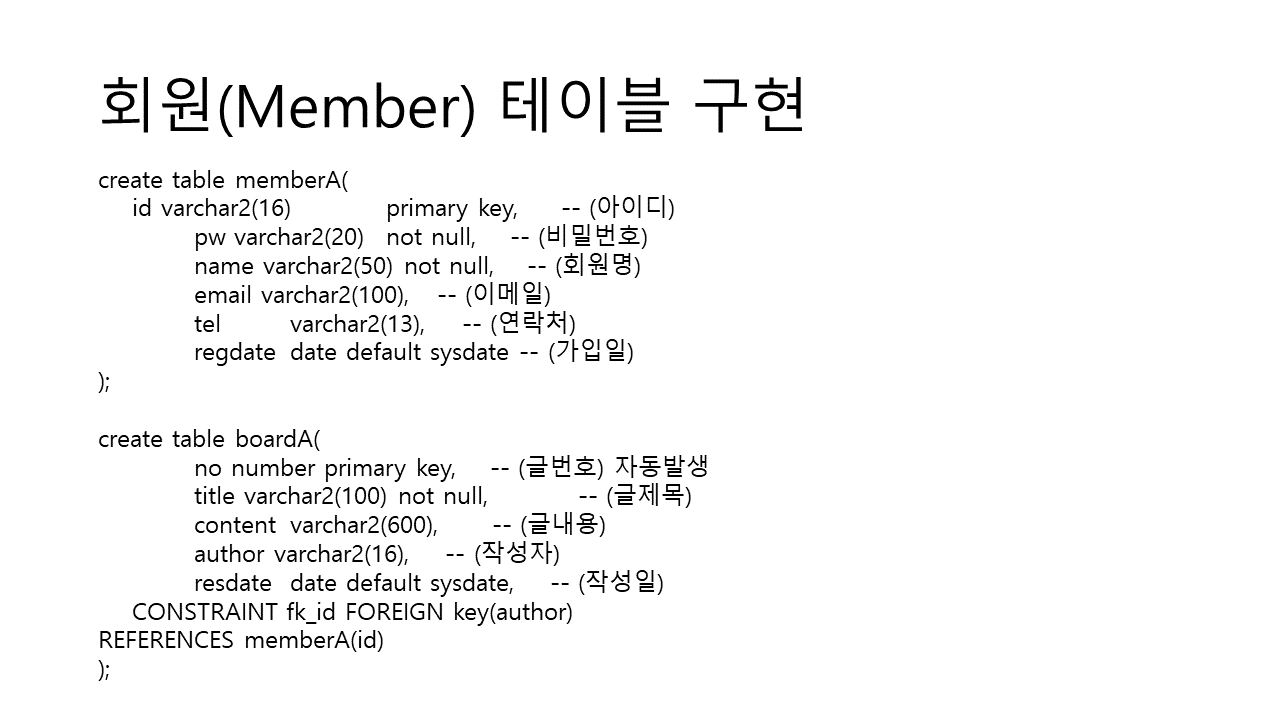 회원(Member) 테이블 구현
create table memberA(
id varchar2(16) primary key, -- (아이디)
pw varchar2(20) not null, -- (비밀번호)
name varchar2(50) not null, -- (회원명)
email varchar2(100), -- (이메일)
tel varchar2(13), -- (연락처)
regdate date default sysdate -- (가입일)
);
create table boardA(
no number primary key, -- (글번호) 자동발생
title varchar2(100) not null, -- (글제목)
content varchar2(600), -- (글내용)
author varchar2(16), -- (작성자)
resdate date default sysdate, -- (작성일)
CONSTRAINT fk_id FOREIGN key(author)
REFERENCES memberA(id)
);